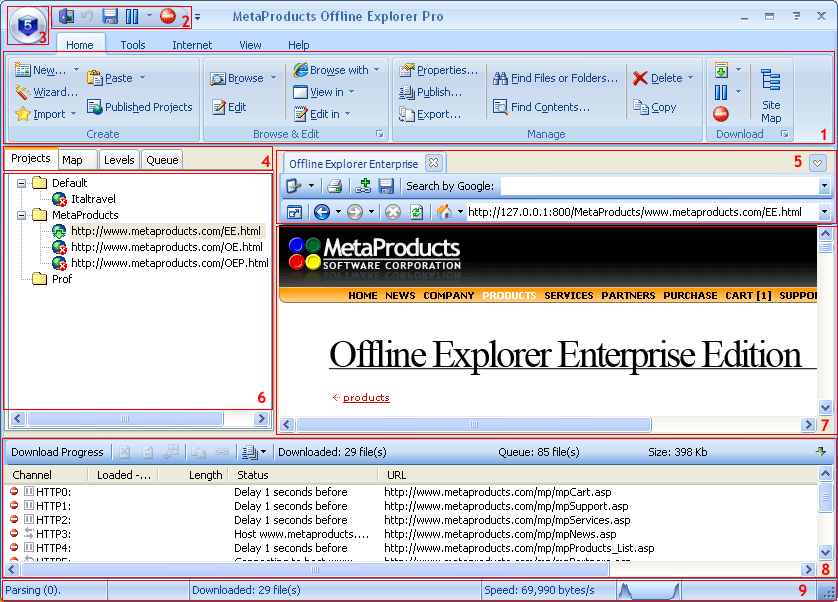 5
3
2
MetaProducts Offline Explorer Pro
Home Tools Internet View Help
New... Paste Browse Browse with Properties... Find Files or Folders... Delete
Wizard... View in Publish...
Import Published Projects Edit Edit in Export... Find Contents... Copy Site Map
Create Browse & Edit Manage Download 1
Projects Map Levels Queue 4
Default
Italtravel
MetaProducts
http://www.metaproducts.com/EE.html
http://www.metaproducts.com/OE.html
http://www.metaproducts.com/OEP.html
Prof
6
Offline Explorer Enterprise 5
Search by Google:
http://127.0.0.1:800/MetaProducts/www.metaproducts.com/EE.html
MetaProducts
SOFTWARE CORPORATION
HOME NEWS COMPANY PRODUCTS SERVICES PARTNERS PURCHASE CART [1] SUPPO
Offline Explorer Enterprise Edition
← products
7
Download Progress Downloaded: 29 file(s) Queue: 85 file(s) Size: 398 Kb
Channel Loaded -... Length Status URL
HTTP0: Delay 1 seconds before http://www.metaproducts.com/mp/mpCart.asp
HTTP1: Delay 1 seconds before http://www.metaproducts.com/mp/mpSupport.asp
HTTP2: Delay 1 seconds before http://www.metaproducts.com/mp/mpServices.asp
HTTP3: Host www.metaproducts.... http://www.metaproducts.com/mp/mpNews.asp
HTTP4: Delay 1 seconds before http://www.metaproducts.com/mp/mpProducts_List.asp
8
Parsing (0). Downloaded: 29 file(s) Speed: 69,990 bytes/s 9